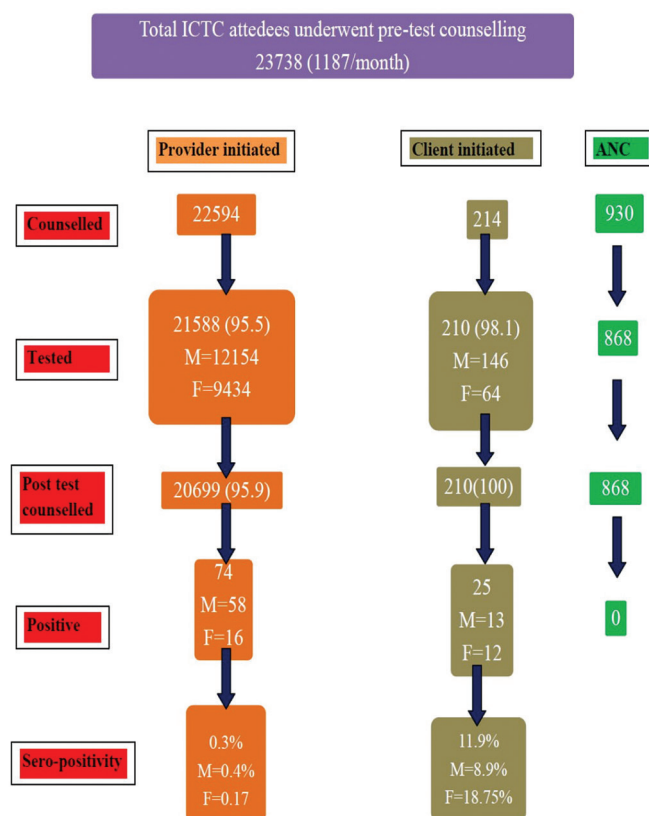 Total ICTC attedees underwent pre-test counselling
23738 (1187/month)
Provider initiated
Client initiated
ANC
Counselled
22594
214
930
Tested
21588 (95.5)
M=12154
F=9434
210 (98.1)
M=146
F=64
868
Post test
counselled
20699 (95.9)
210(100)
868
Positive
74
M=58
F=16
25
M=13
F=12
0
Sero-positivity
0.3%
M=0.4%
F=0.17
11.9%
M=8.9%
F=18.75%